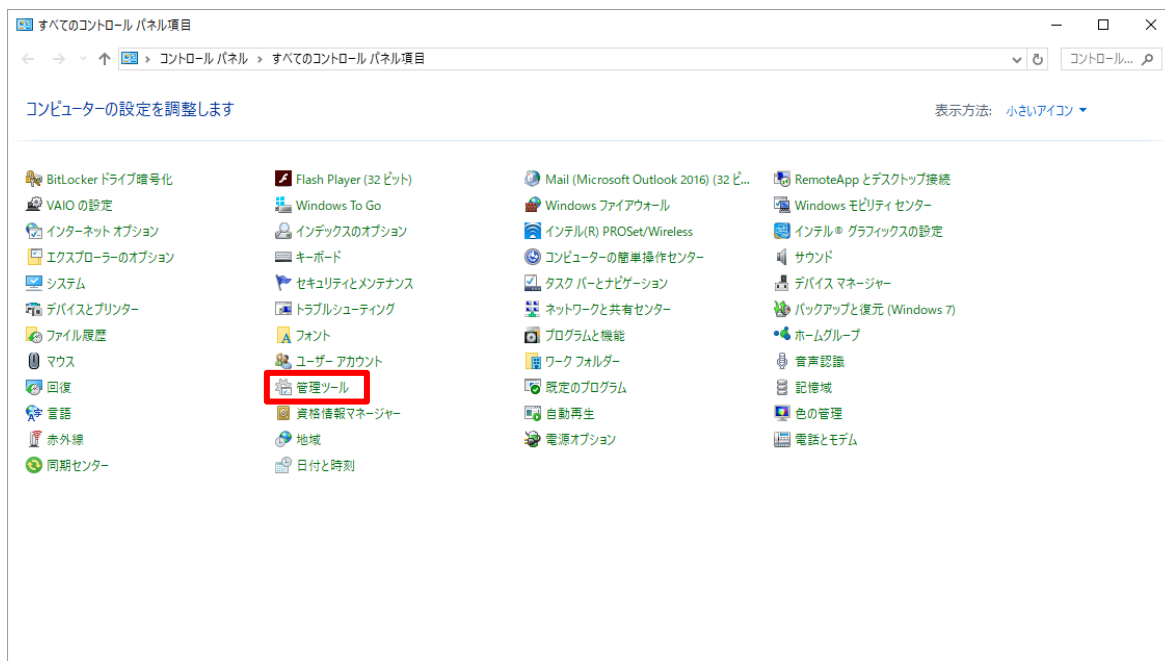 すべてのコントロール パネル項目
コントロール パネル › すべてのコントロール パネル項目
コントロール...
コンピューターの設定を調整します
表示方法: 小さいアイコン
BitLocker ドライブ暗号化
Flash Player (32 ビット)
Mail (Microsoft Outlook 2016) (32 ビ...
RemoteApp とデスクトップ接続
VAIO の設定
Windows To Go
Windows ファイアウォール
Windows モビリティ センター
インターネット オプション
インデックスのオプション
インテル(R) PROSet/Wireless
インテル® グラフィックスの設定
エクスプローラーのオプション
キーボード
コンピューターの簡単操作センター
サウンド
システム
セキュリティとメンテナンス
タスク バーとナビゲーション
デバイス マネージャー
デバイスとプリンター
トラブルシューティング
ネットワークと共有センター
バックアップと復元 (Windows 7)
ファイル履歴
フォント
プログラムと機能
ホームグループ
マウス
ユーザー アカウント
ワーク フォルダー
音声認識
回復
管理ツール
既定のプログラム
記憶域
言語
資格情報マネージャー
自動再生
色の管理
赤外線
地域
電源オプション
電話とモデム
同期センター
日付と時刻